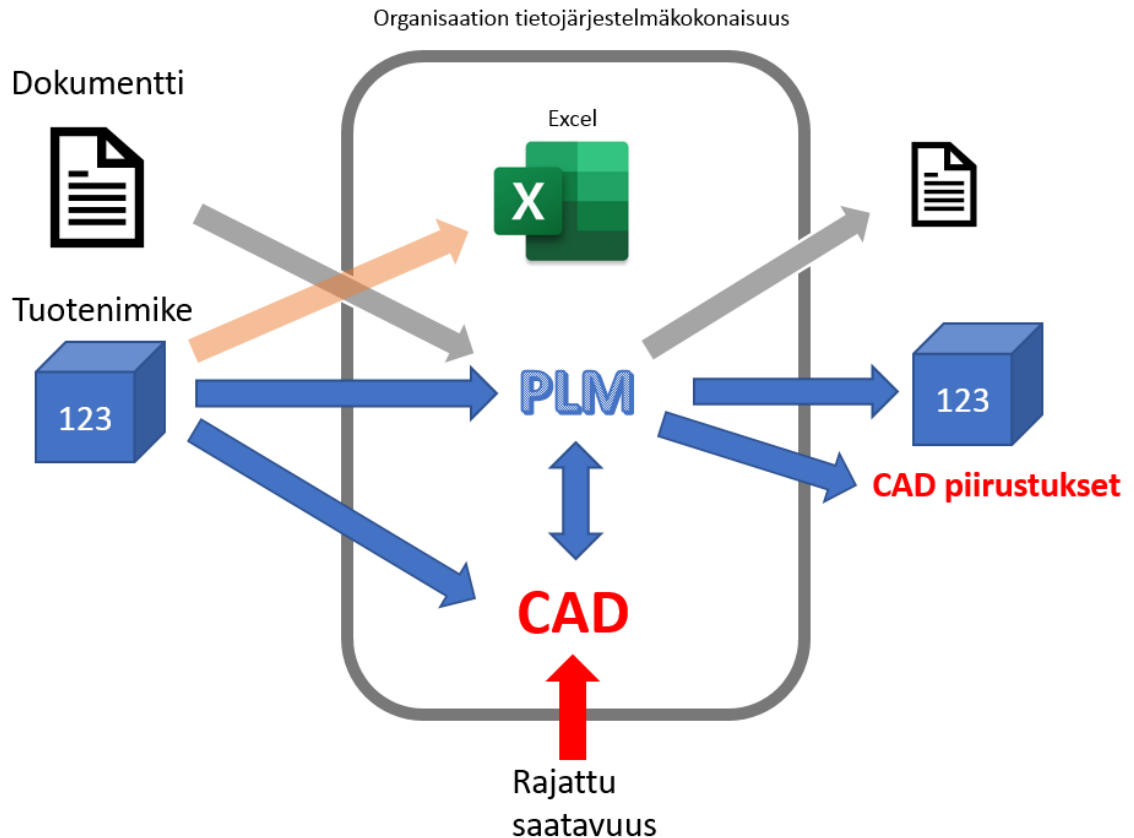 Organisaation tietojärjestelmäkokonaisuus
Dokumentti
Excel
X
Tuotenimike
123
PLM
123
CAD piirustukset
CAD
Rajattu
saatavuus